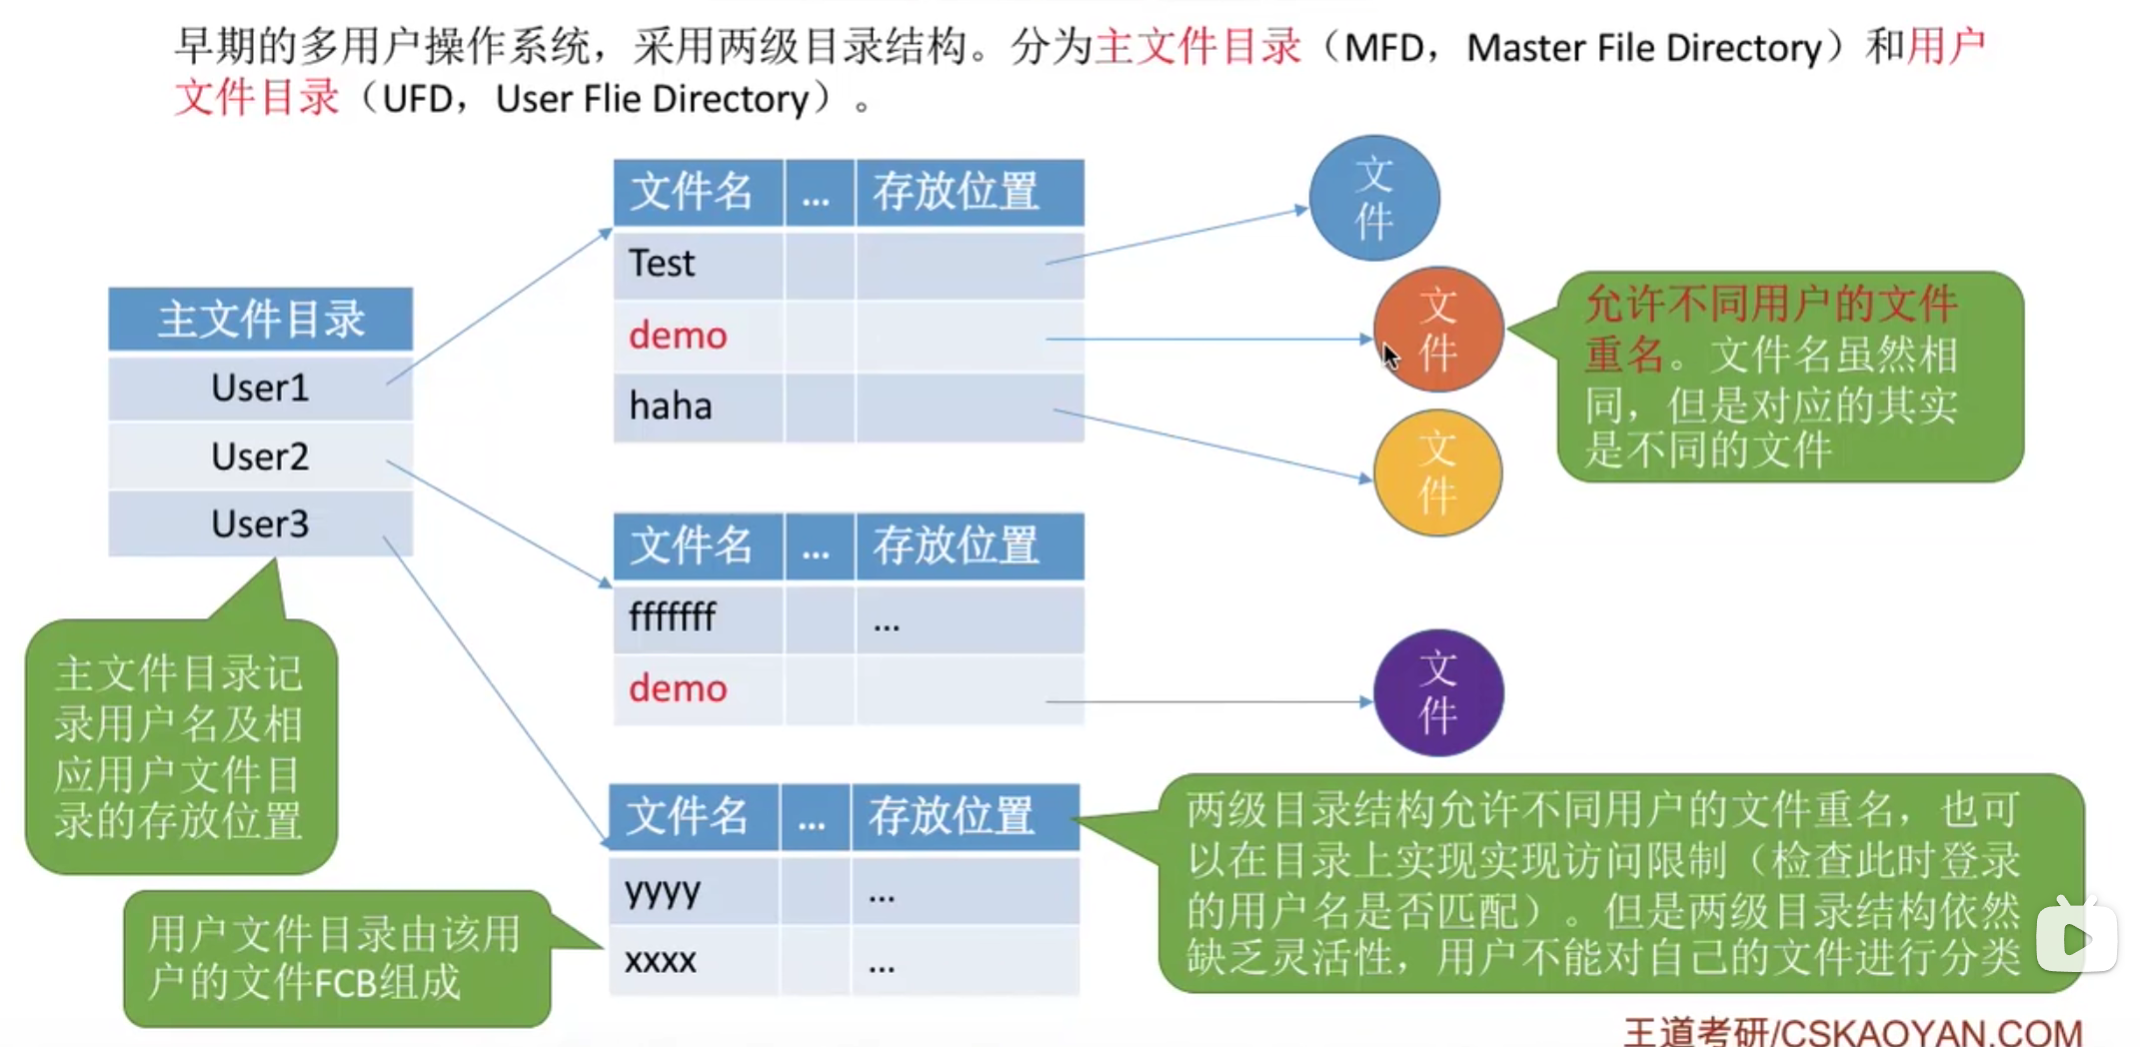 早期的多用户操作系统，采用两级目录结构。分为主文件目录（MFD，Master File Directory）和用户
文件目录（UFD，User Flie Directory）。
主文件目录
User1
User2
User3
主文件目录记
录用户名及相
应用户文件目
录的存放位置
用户文件目录由该用
户的文件FCB组成
文件名 ... 存放位置
Test
demo
haha
文件名 ... 存放位置
fffffff ...
demo
文件名 ... 存放位置
yyyy ...
xxxx ...
文
件
文
件
文
件
文
件
允许不同用户的文件
重名。文件名虽然相
同，但是对应的其实
是不同的文件
两级目录结构允许不同用户的文件重名，也可
以在目录上实现实现访问限制（检查此时登录
的用户名是否匹配）。但是两级目录结构依然
缺乏灵活性，用户不能对自己的文件进行分类
王道考研/CSKAOYAN.COM